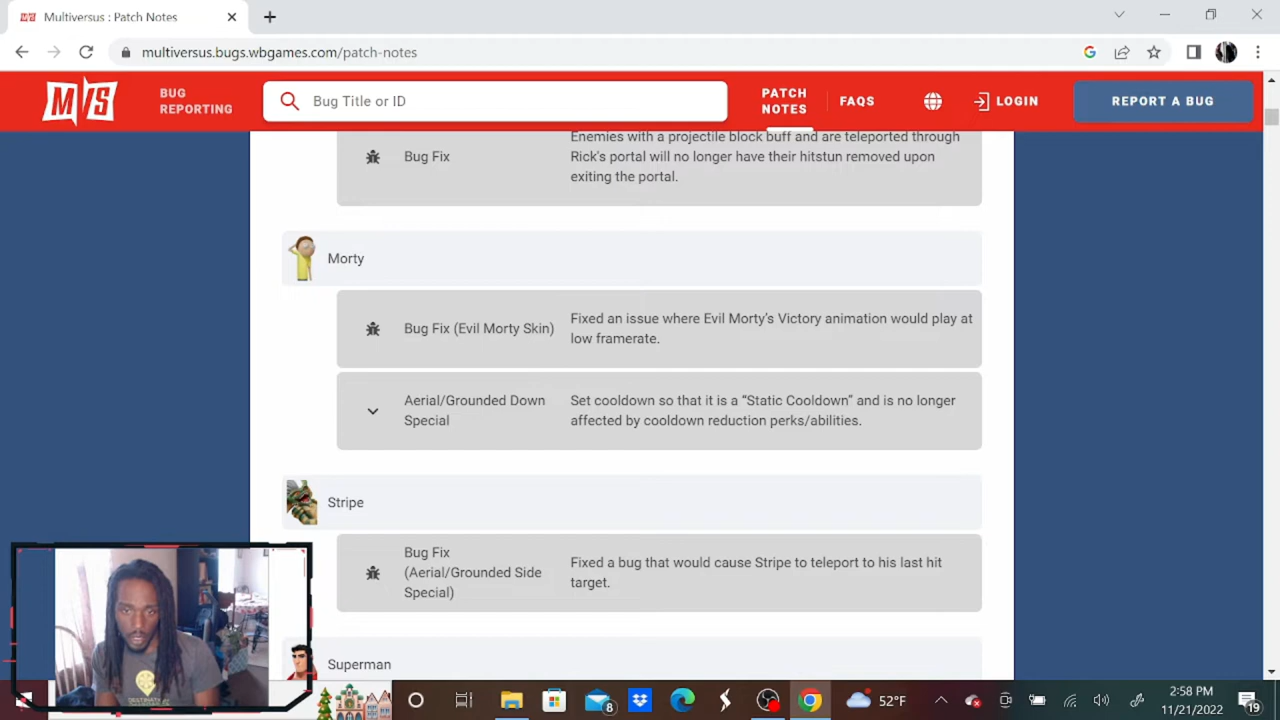 Multiversus : Patch Notes
multiversus.bugs.wbgames.com/patch-notes
M/S
BUG
REPORTING
Bug Title or ID
PATCH
NOTES
FAQS
LOGIN
REPORT A BUG
Bug Fix
Enemies with a projectile block buff and are teleported through
Rick's portal will no longer have their hitstun removed upon
exiting the portal.
Morty
Bug Fix (Evil Morty Skin)
Fixed an issue where Evil Morty's Victory animation would play at
low framerate.
Aerial/Grounded Down
Special
Set cooldown so that it is a “Static Cooldown” and is no longer
affected by cooldown reduction perks/abilities.
Stripe
Bug Fix
(Aerial/Grounded Side
Special)
Fixed a bug that would cause Stripe to teleport to his last hit
target.
Superman
8
52°F
2:58 PM
11/21/2022
19